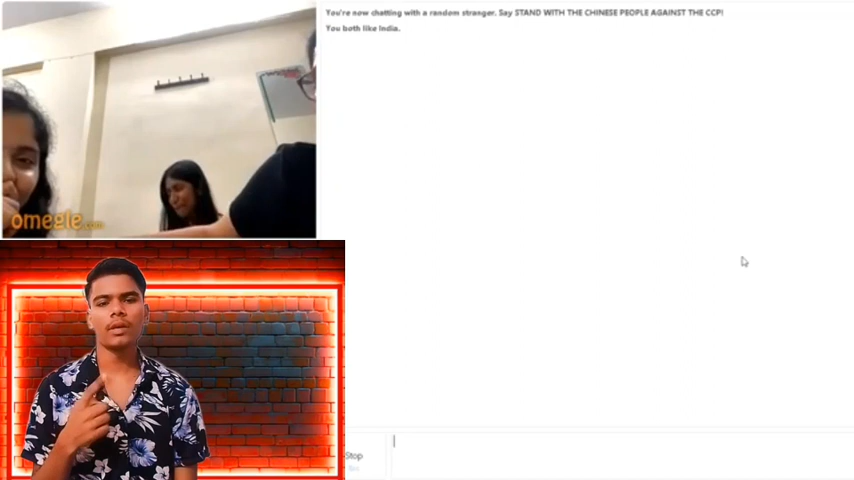 You're now chatting with a random stranger. Say STAND WITH THE CHINESE PEOPLE AGAINST THE CCP!
You both like India.
omegle.com
Stop